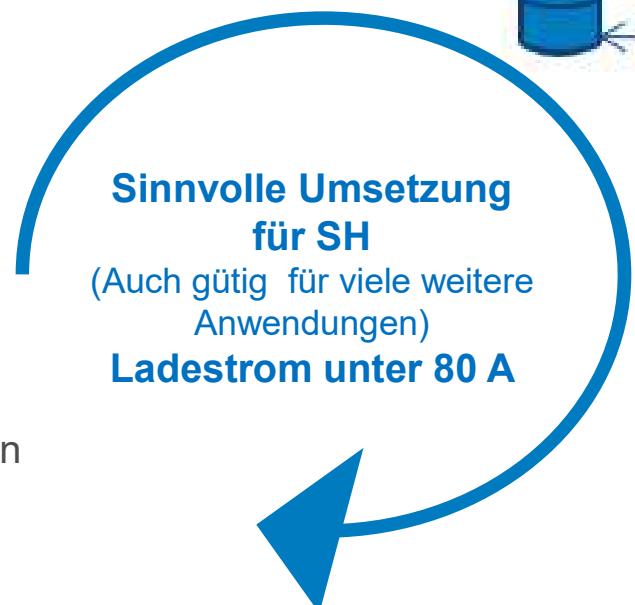 Sinnvolle Umsetzung
für SH
(Auch gütig  für viele weitere
Anwendungen)
Ladestrom unter 80 A
n